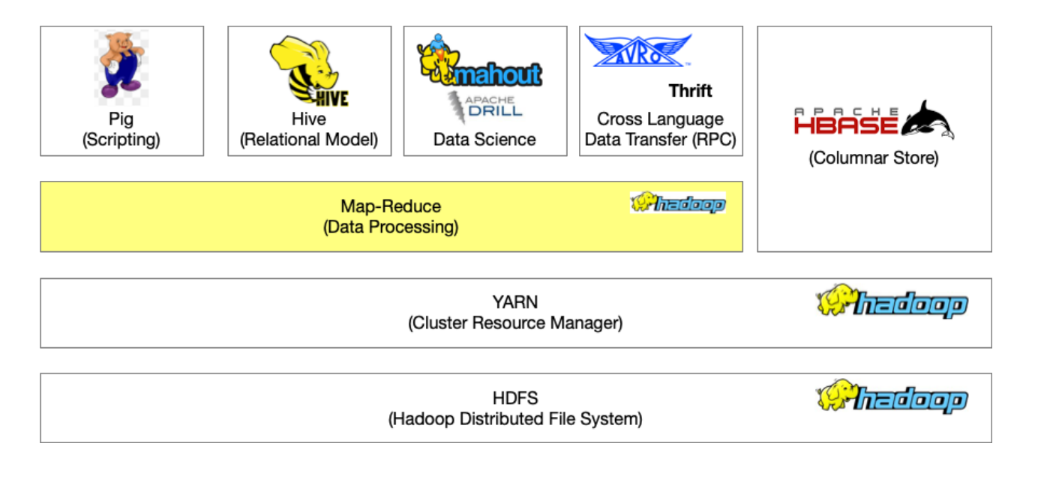 Pig
(Scripting)
HIVE
Hive
(Relational Model)
mahout
APACHE
DRILL
Data Science
AVRO
Thrift
Cross Language
Data Transfer (RPC)
APACHE
HBASE
(Columnar Store)
Map-Reduce
(Data Processing)
hadoop
YARN
(Cluster Resource Manager)
hadoop
HDFS
(Hadoop Distributed File System)
hadoop